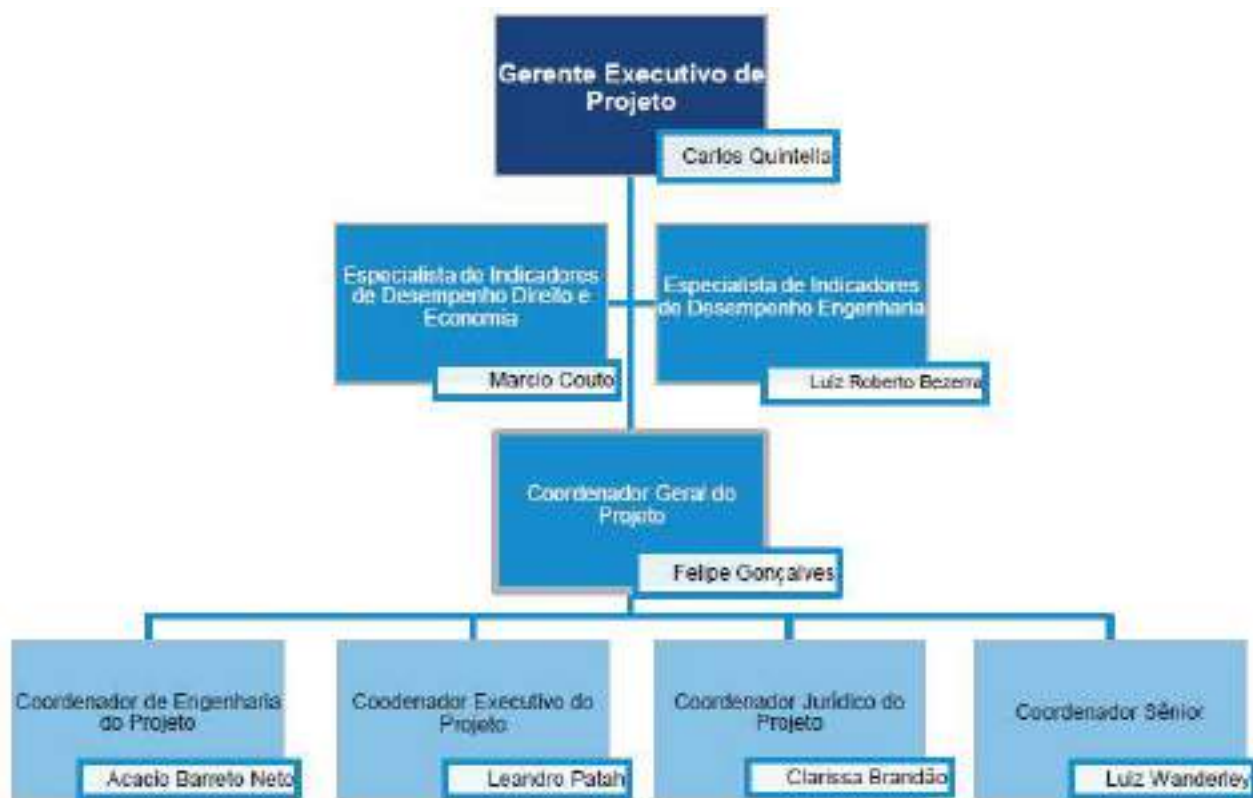 Gerente Executivo de
Projeto
Carlos Quintella
Especialista de Indicadores
de Desempenho Direito e
Economia
Marcio Couto
Especialista de Indicadores
de Desempenho Engenharia
Luiz Roberto Bezerra
Coordenador Geral do
Projeto
Felipe Gonçalves
Coordenador de Engenharia
do Projeto
Acacio Barreto Neto
Coodenador Executivo do
Projeto
Leandro Patah
Coordenador Jurídico do
Projeto
Clarissa Brandão
Coordenador Sênior
Luiz Wanderley